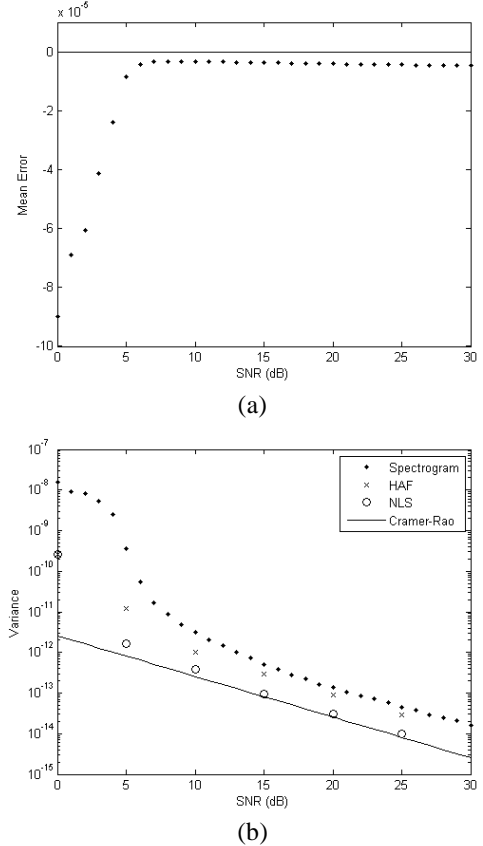 x 10⁻⁵
0
-2
-4
-6
-8
-10
Mean Error
0 5 10 15 20 25 30
SNR (dB)
(a)
10⁻⁷
10⁻⁸
10⁻⁹
10⁻¹⁰
10⁻¹¹
10⁻¹²
10⁻¹³
10⁻¹⁴
10⁻¹⁵
Variance
Spectrogram
HAF
NLS
Cramer-Rao
0 5 10 15 20 25 30
SNR (dB)
(b)